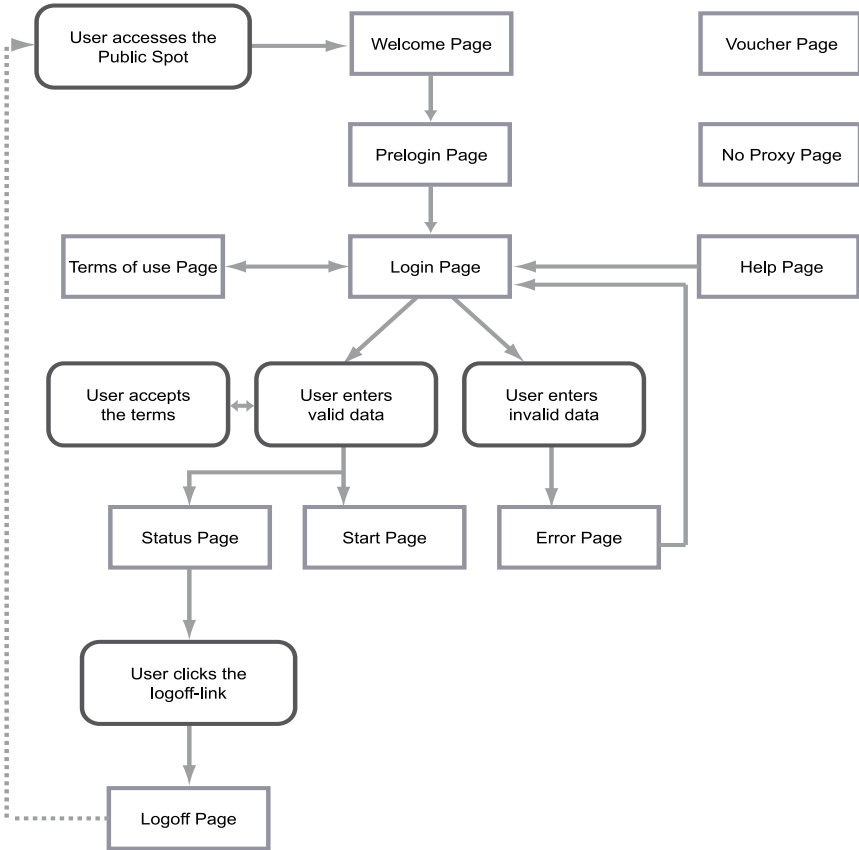 User accesses the
Public Spot
Welcome Page
Voucher Page
Prelogin Page
No Proxy Page
Terms of use Page
Login Page
Help Page
User accepts
the terms
User enters
valid data
User enters
invalid data
Status Page
Start Page
Error Page
User clicks the
logoff-link
Logoff Page